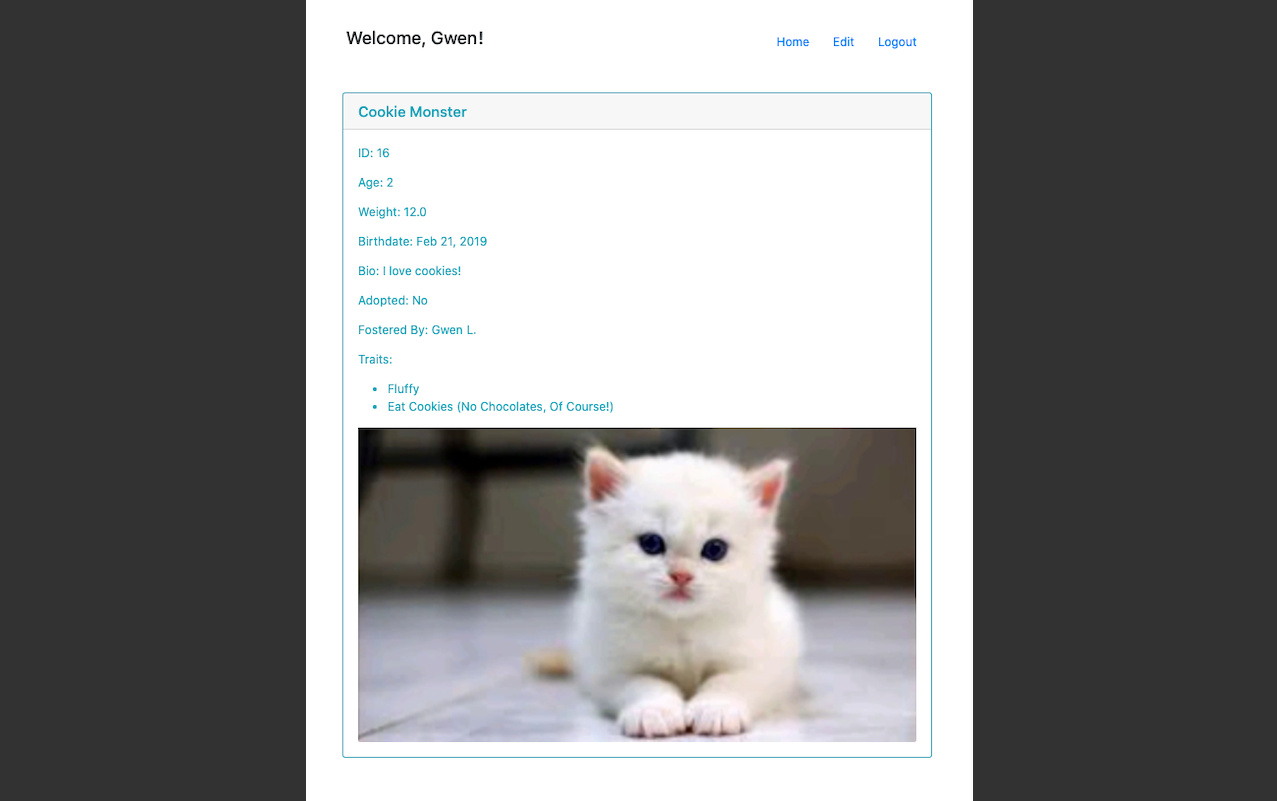 Welcome, Gwen!
Home Edit Logout
Cookie Monster
ID: 16
Age: 2
Weight: 12.0
Birthdate: Feb 21, 2019
Bio: I love cookies!
Adopted: No
Fostered By: Gwen L.
Traits:
Fluffy
Eat Cookies (No Chocolates, Of Course!)